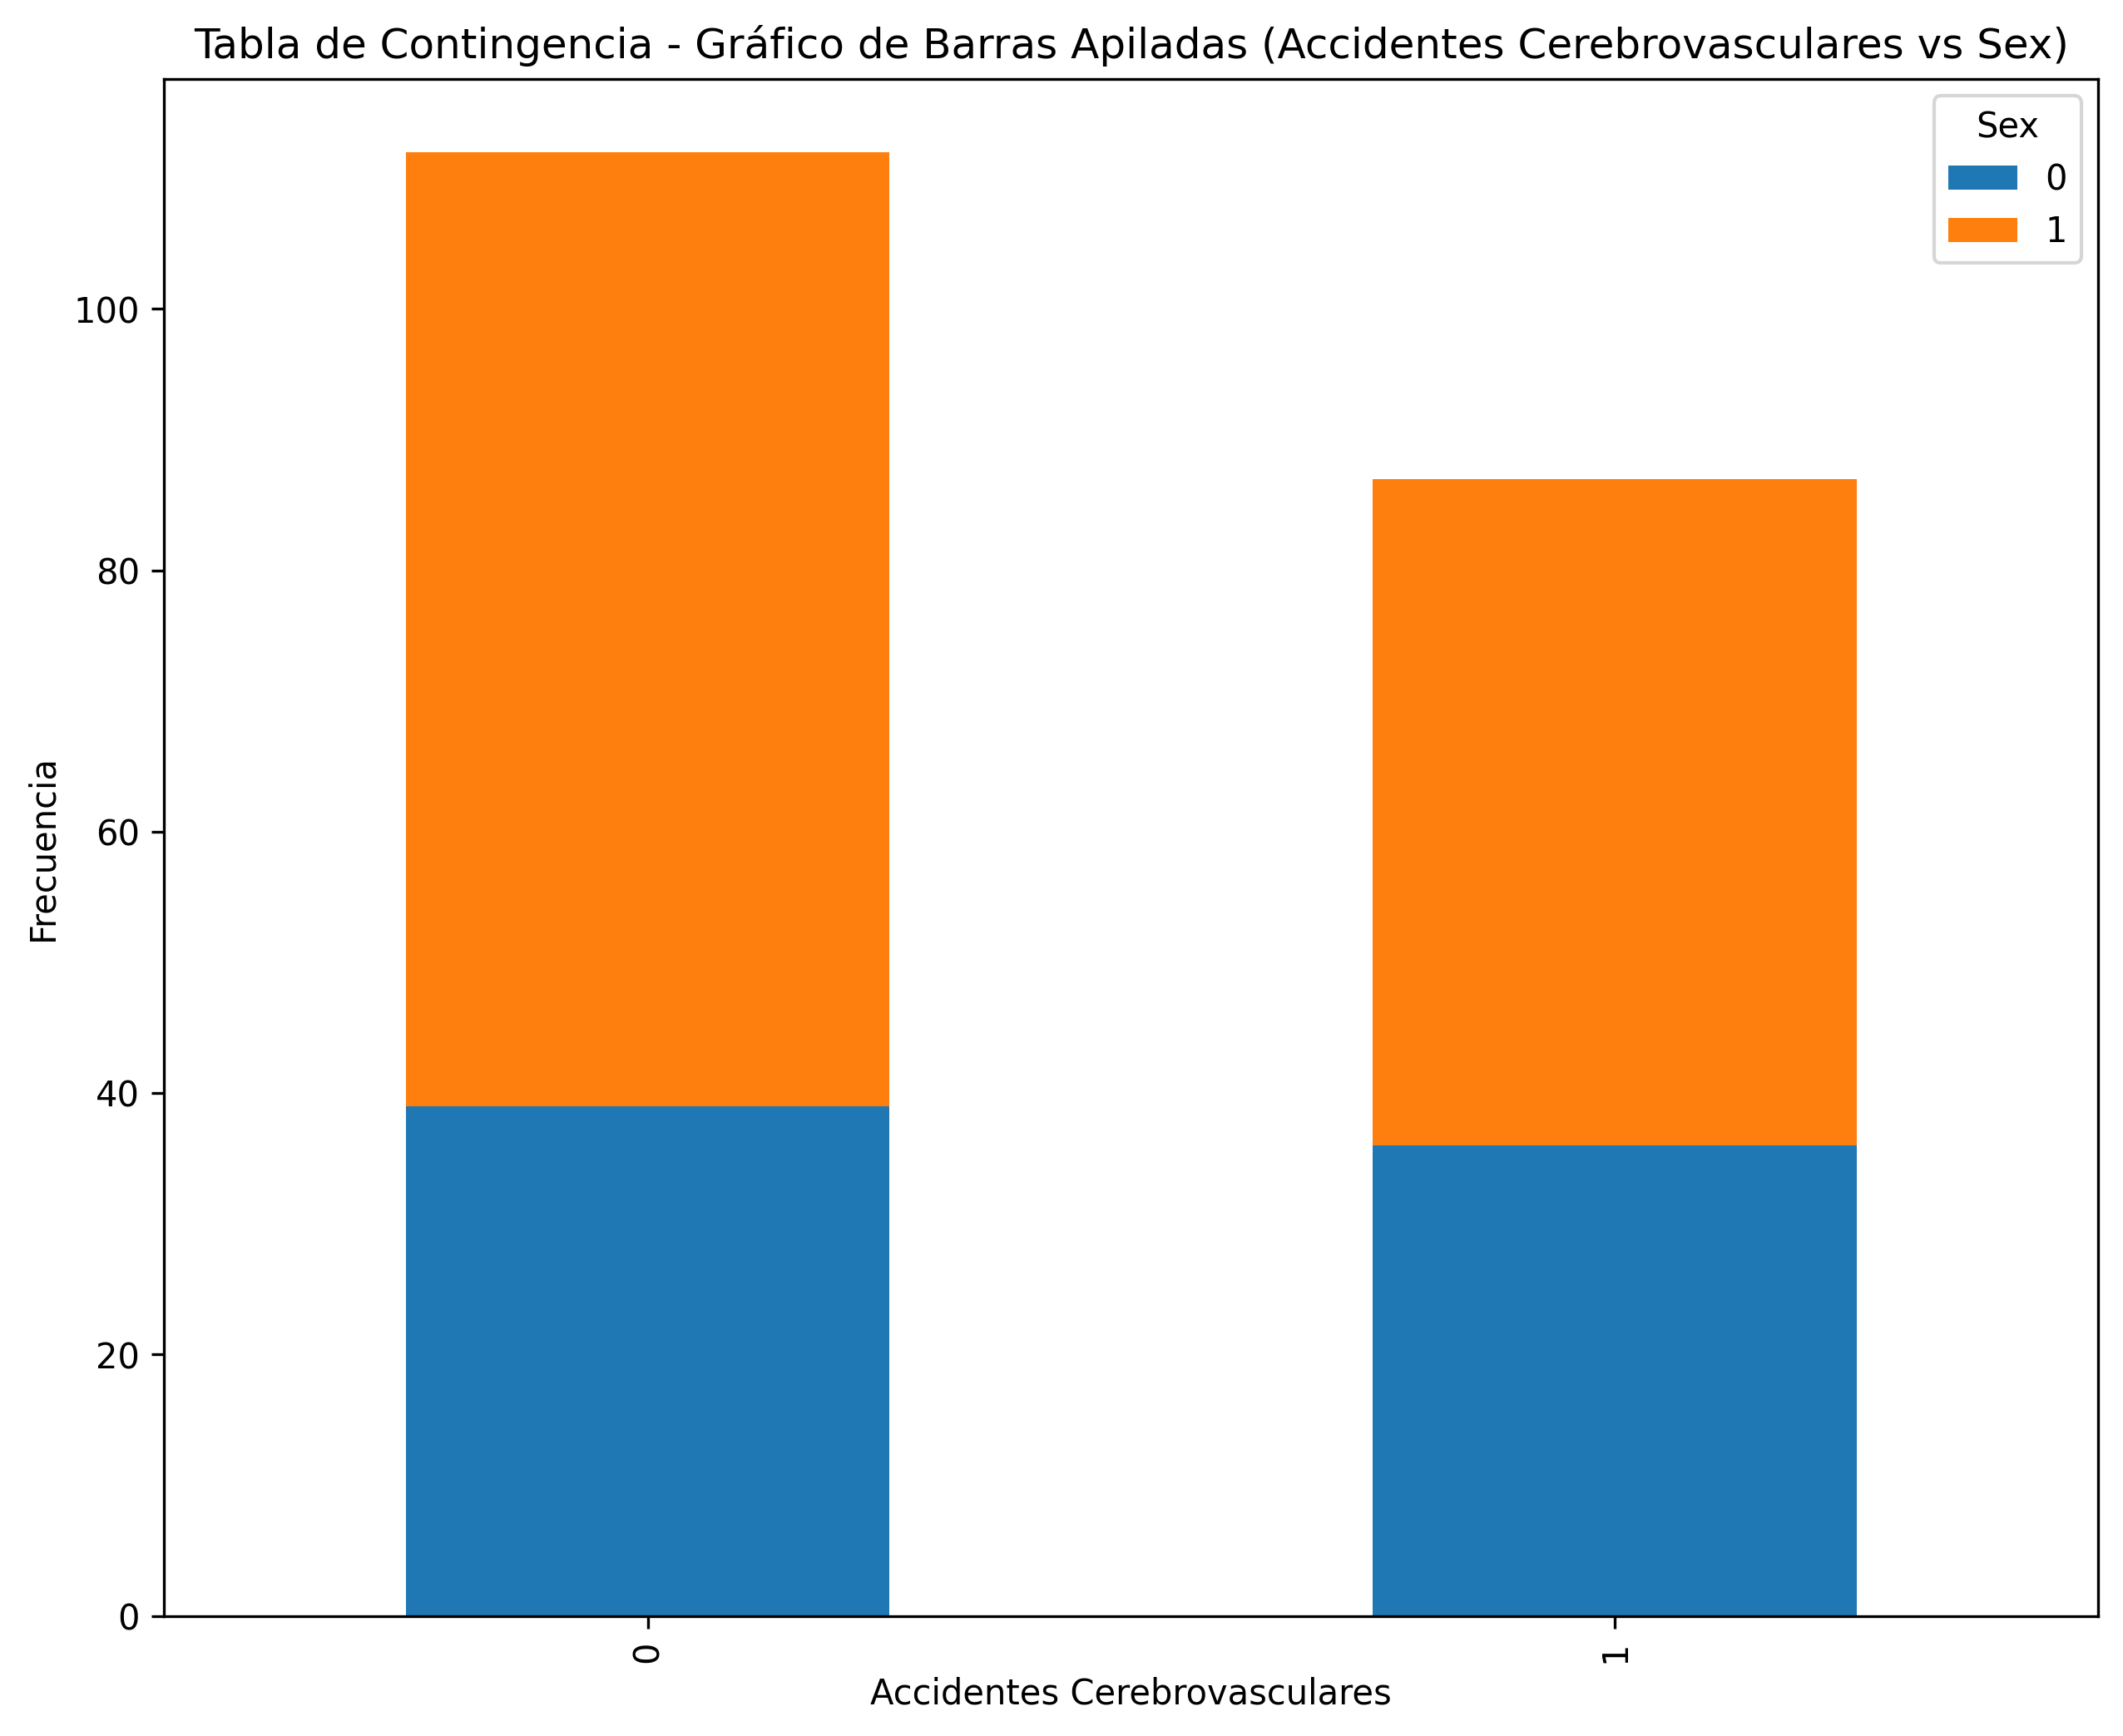 Tabla de Contingencia - Gráfico de Barras Apiladas (Accidentes Cerebrovasculares vs Sex)
Sex
0
1
100
80
60
40
20
0
Frecuencia
0
1
Accidentes Cerebrovasculares